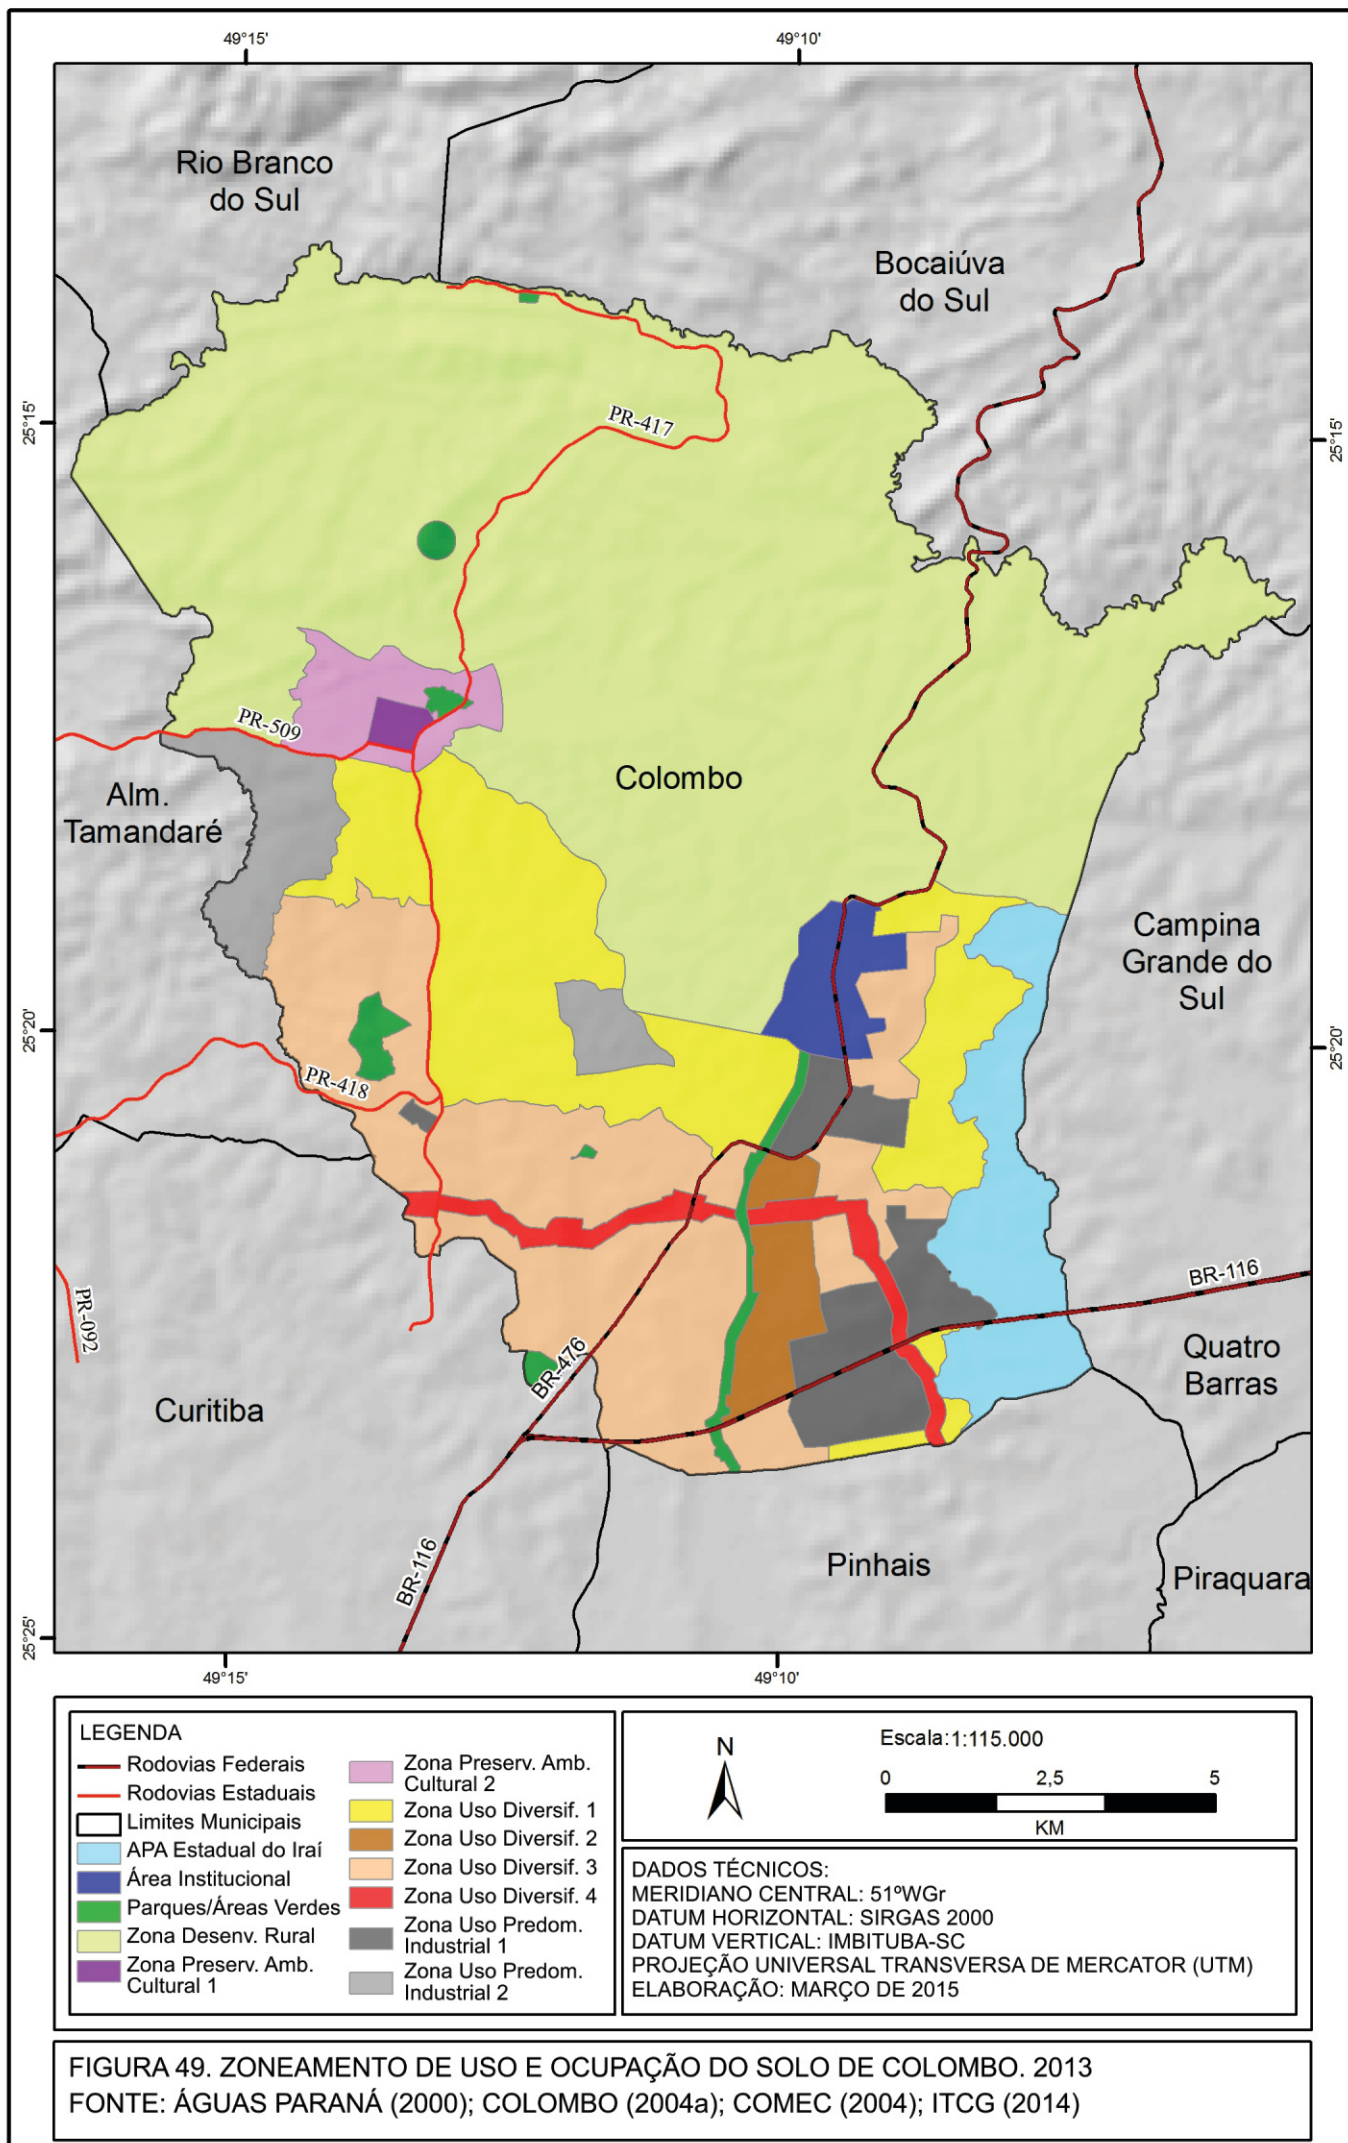 49°15'
49°10'
Rio Branco
do Sul
Bocaiúva
do Sul
25°15'
25°15'
PR-417
PR-509
Colombo
Alm.
Tamandaré
Campina
Grande do
Sul
25°20'
25°20'
PR-418
BR-116
PR-092
Quatro
Barras
BR-476
Curitiba
BR-116
Pinhais
Piraquara
25°25'
49°15'
49°10'
LEGENDA
Rodovias Federais
Rodovias Estaduais
Limites Municipais
APA Estadual do Iraí
Área Institucional
Parques/Áreas Verdes
Zona Desenv. Rural
Zona Preserv. Amb.
Cultural 1
Zona Preserv. Amb.
Cultural 2
Zona Uso Diversif. 1
Zona Uso Diversif. 2
Zona Uso Diversif. 3
Zona Uso Diversif. 4
Zona Uso Predom.
Industrial 1
Zona Uso Predom.
Industrial 2
N
Escala:1:115.000
0 2,5 5
KM
DADOS TÉCNICOS:
MERIDIANO CENTRAL: 51ºWGr
DATUM HORIZONTAL: SIRGAS 2000
DATUM VERTICAL: IMBITUBA-SC
PROJEÇÃO UNIVERSAL TRANSVERSA DE MERCATOR (UTM)
ELABORAÇÃO: MARÇO DE 2015
FIGURA 49. ZONEAMENTO DE USO E OCUPAÇÃO DO SOLO DE COLOMBO. 2013
FONTE: ÁGUAS PARANÁ (2000); COLOMBO (2004a); COMEC (2004); ITCG (2014)